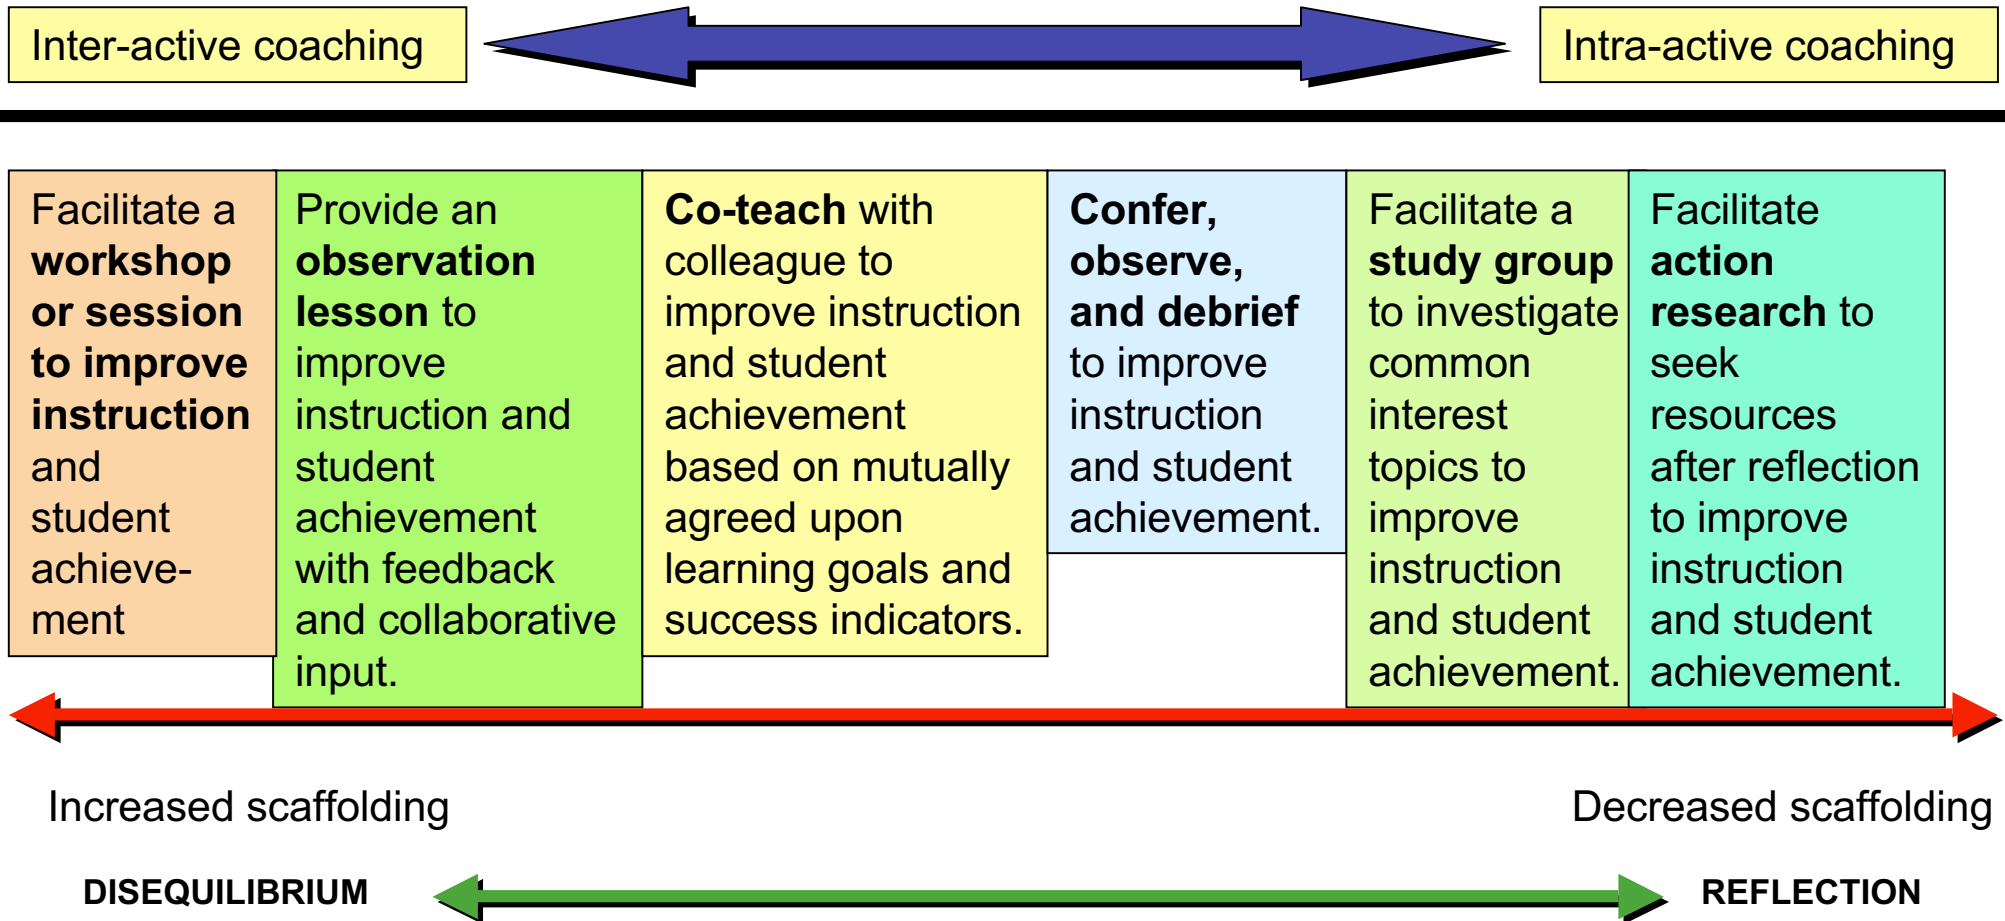 Inter-active coaching
Intra-active coaching
Facilitate a
workshop
or session
to improve
instruction
and
student
achieve-
ment
Provide an
observation
lesson to
improve
instruction and
student
achievement
with feedback
and collaborative
input.
Co-teach with
colleague to
improve instruction
and student
achievement
based on mutually
agreed upon
learning goals and
success indicators.
Confer,
observe,
and debrief
to improve
instruction
and student
achievement.
Facilitate a
study group
to investigate
common
interest
topics to
improve
instruction
and student
achievement.
Facilitate
action
research to
seek
resources
after reflection
to improve
instruction
and student
achievement.
Increased scaffolding
Decreased scaffolding
DISEQUILIBRIUM
REFLECTION